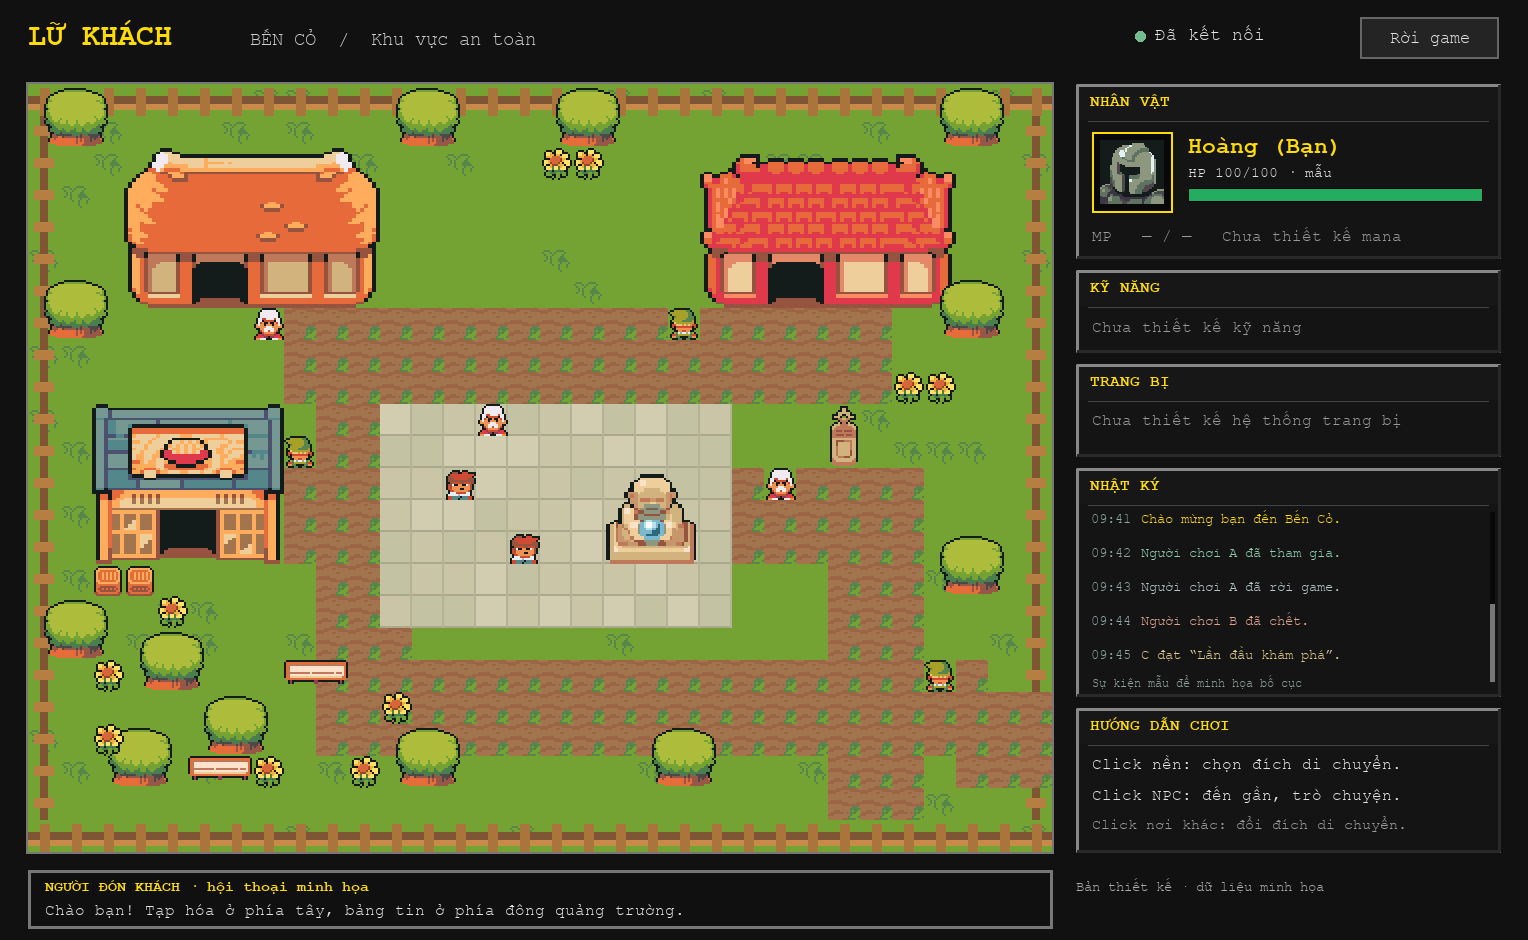 LỮ KHÁCH
BẾN CỎ / Khu vực an toàn
Đã kết nối
Rời game
NHÂN VẬT
Hoàng (Bạn)
HP 100/100 · mẫu
MP — / — Chưa thiết kế mana
KỸ NĂNG
Chưa thiết kế kỹ năng
TRANG BỊ
Chưa thiết kế hệ thống trang bị
NHẬT KÝ
09:41 Chào mừng bạn đến Bến Cỏ.
09:42 Người chơi A đã tham gia.
09:43 Người chơi A đã rời game.
09:44 Người chơi B đã chết.
09:45 C đạt “Lần đầu khám phá”.
Sự kiện mẫu để minh họa bố cục
HƯỚNG DẪN CHƠI
Click nền: chọn đích di chuyển.
Click NPC: đến gần, trò chuyện.
Click nơi khác: đổi đích di chuyển.
NGƯỜI ĐÓN KHÁCH · hội thoại minh họa
Chào bạn! Tạp hóa ở phía tây, bảng tin ở phía đông quảng trường.
Bản thiết kế · dữ liệu minh họa